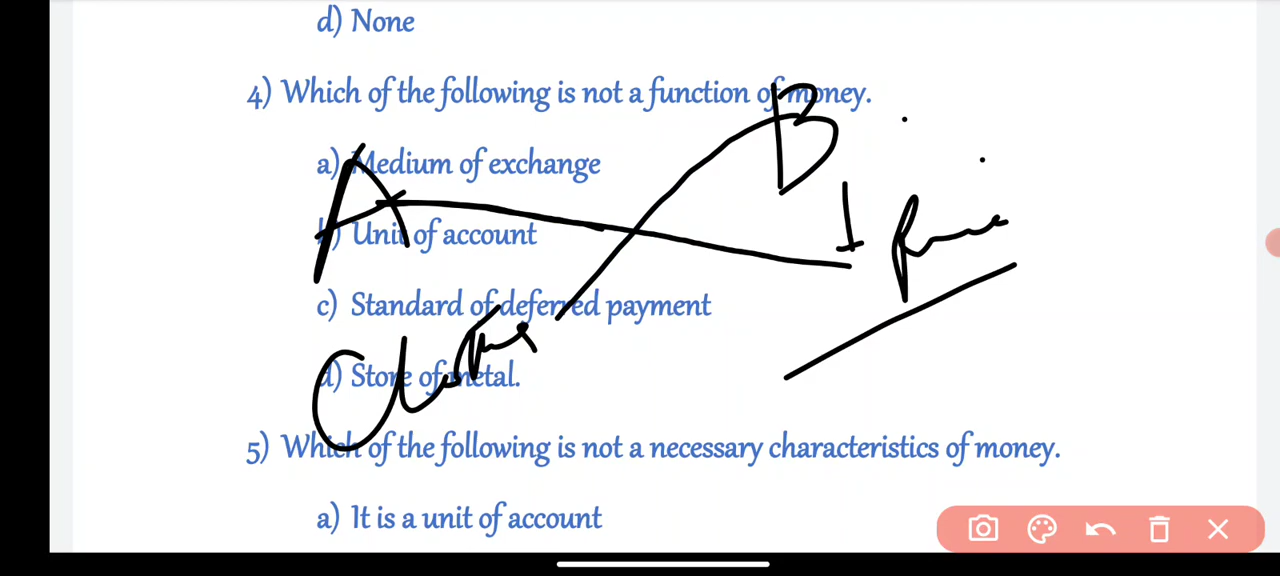 d) None
4) Which of the following is not a function of money.
a) Medium of exchange
b) Unit of account
c) Standard of deferred payment
d) Store of metal.
5) Which of the following is not a necessary characteristics of money.
a) It is a unit of account
A
B